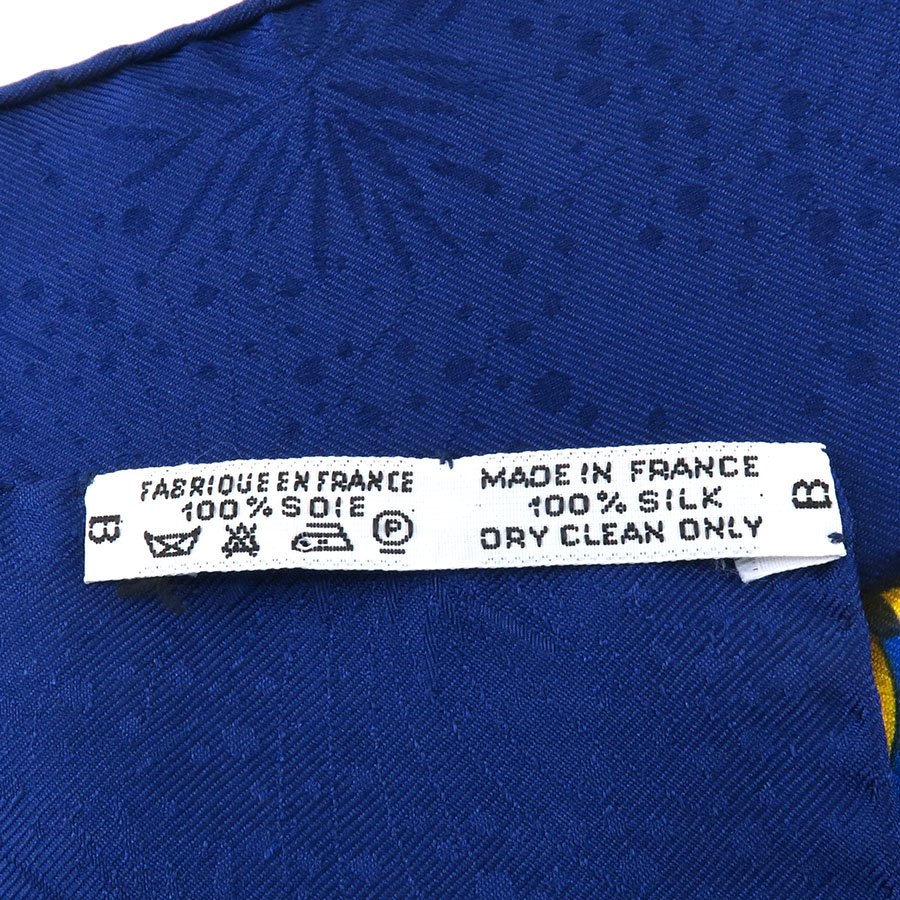 B
FABRIQUE EN FRANCE
100% SOIE
P
MADE IN FRANCE
100% SILK
DRY CLEAN ONLY
B